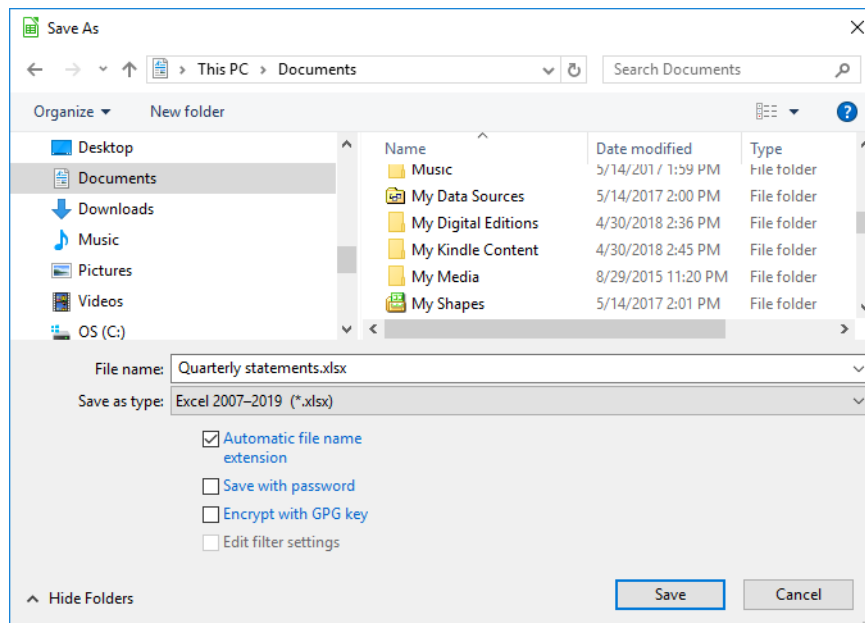 Save As
This PC > Documents
Search Documents
Organize
New folder
?
Desktop
Documents
Downloads
Music
Pictures
Videos
OS (C:)
Name Date modified Type
Music 5/14/2017 1:59 PM File folder
My Data Sources 5/14/2017 2:00 PM File folder
My Digital Editions 4/30/2018 2:36 PM File folder
My Kindle Content 4/30/2018 2:45 PM File folder
My Media 8/29/2015 11:20 PM File folder
My Shapes 5/14/2017 2:01 PM File folder
File name: Quarterly statements.xlsx
Save as type: Excel 2007–2019 (*.xlsx)
Automatic file name
extension
Save with password
Encrypt with GPG key
Edit filter settings
Hide Folders
Save
Cancel